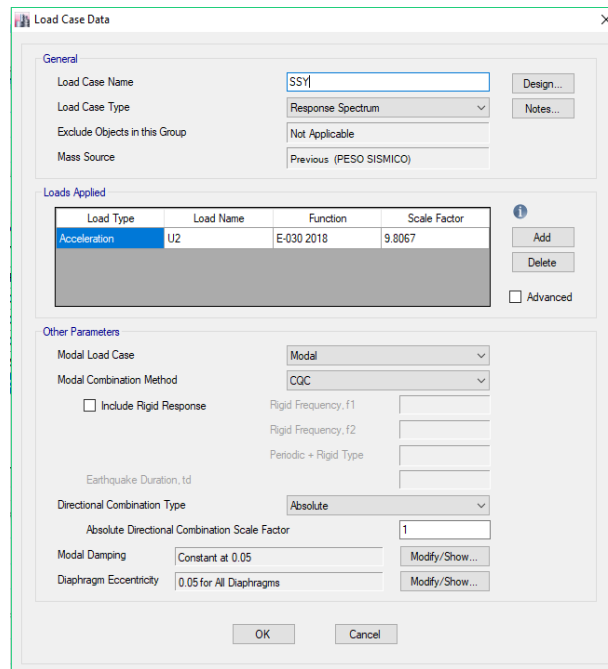 Load Case Data
General
Load Case Name SSY Design...
Load Case Type Response Spectrum Notes...
Exclude Objects in this Group Not Applicable
Mass Source Previous (PESO SISMICO)
Loads Applied
Load Type Load Name Function Scale Factor
Acceleration U2 E-030 2018 9.8067
Add
Delete
Advanced
Other Parameters
Modal Load Case Modal
Modal Combination Method CQC
Include Rigid Response Rigid Frequency, f1
Rigid Frequency, f2
Periodic + Rigid Type
Earthquake Duration, td
Directional Combination Type Absolute
Absolute Directional Combination Scale Factor 1
Modal Damping Constant at 0.05 Modify/Show...
Diaphragm Eccentricity 0.05 for All Diaphragms Modify/Show...
OK Cancel